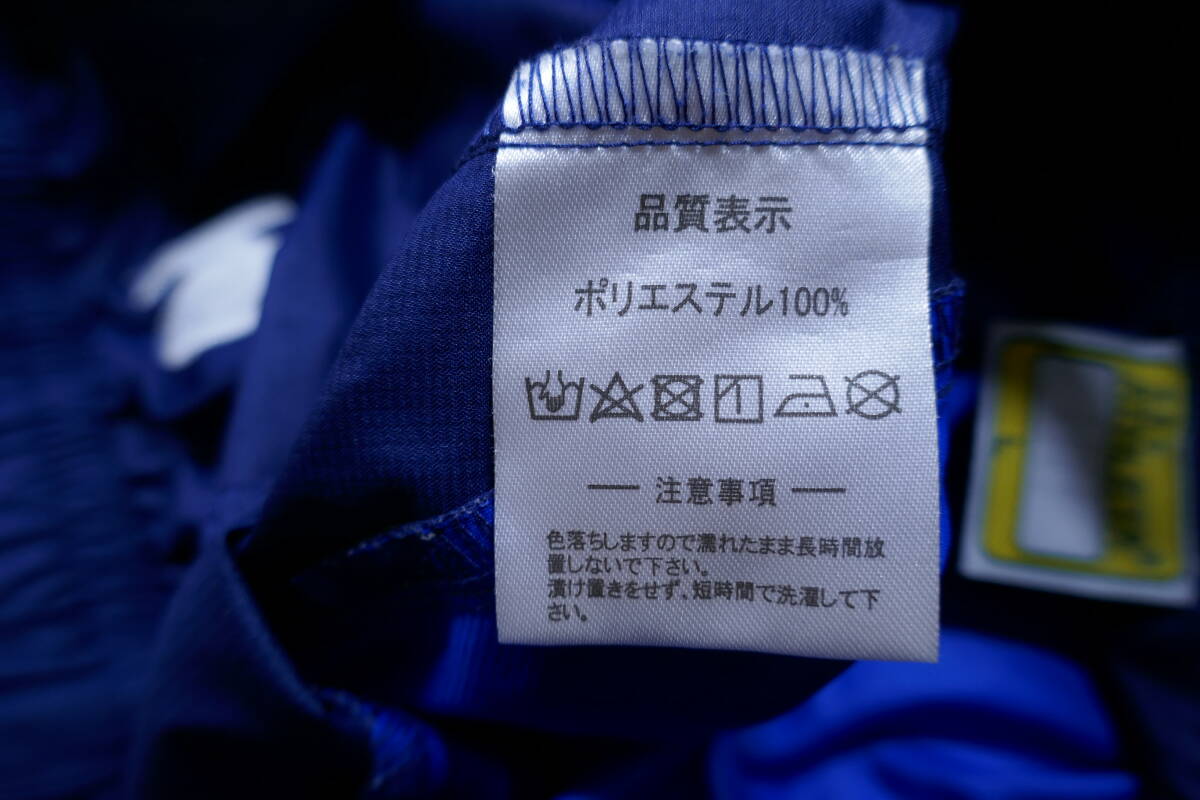 品質表示
ポリエステル100%
注意事項
色落ちしますので濡れたまま長時間放
置しないで下さい。
漬け置きをせず、短時間で洗濯して下
さい。